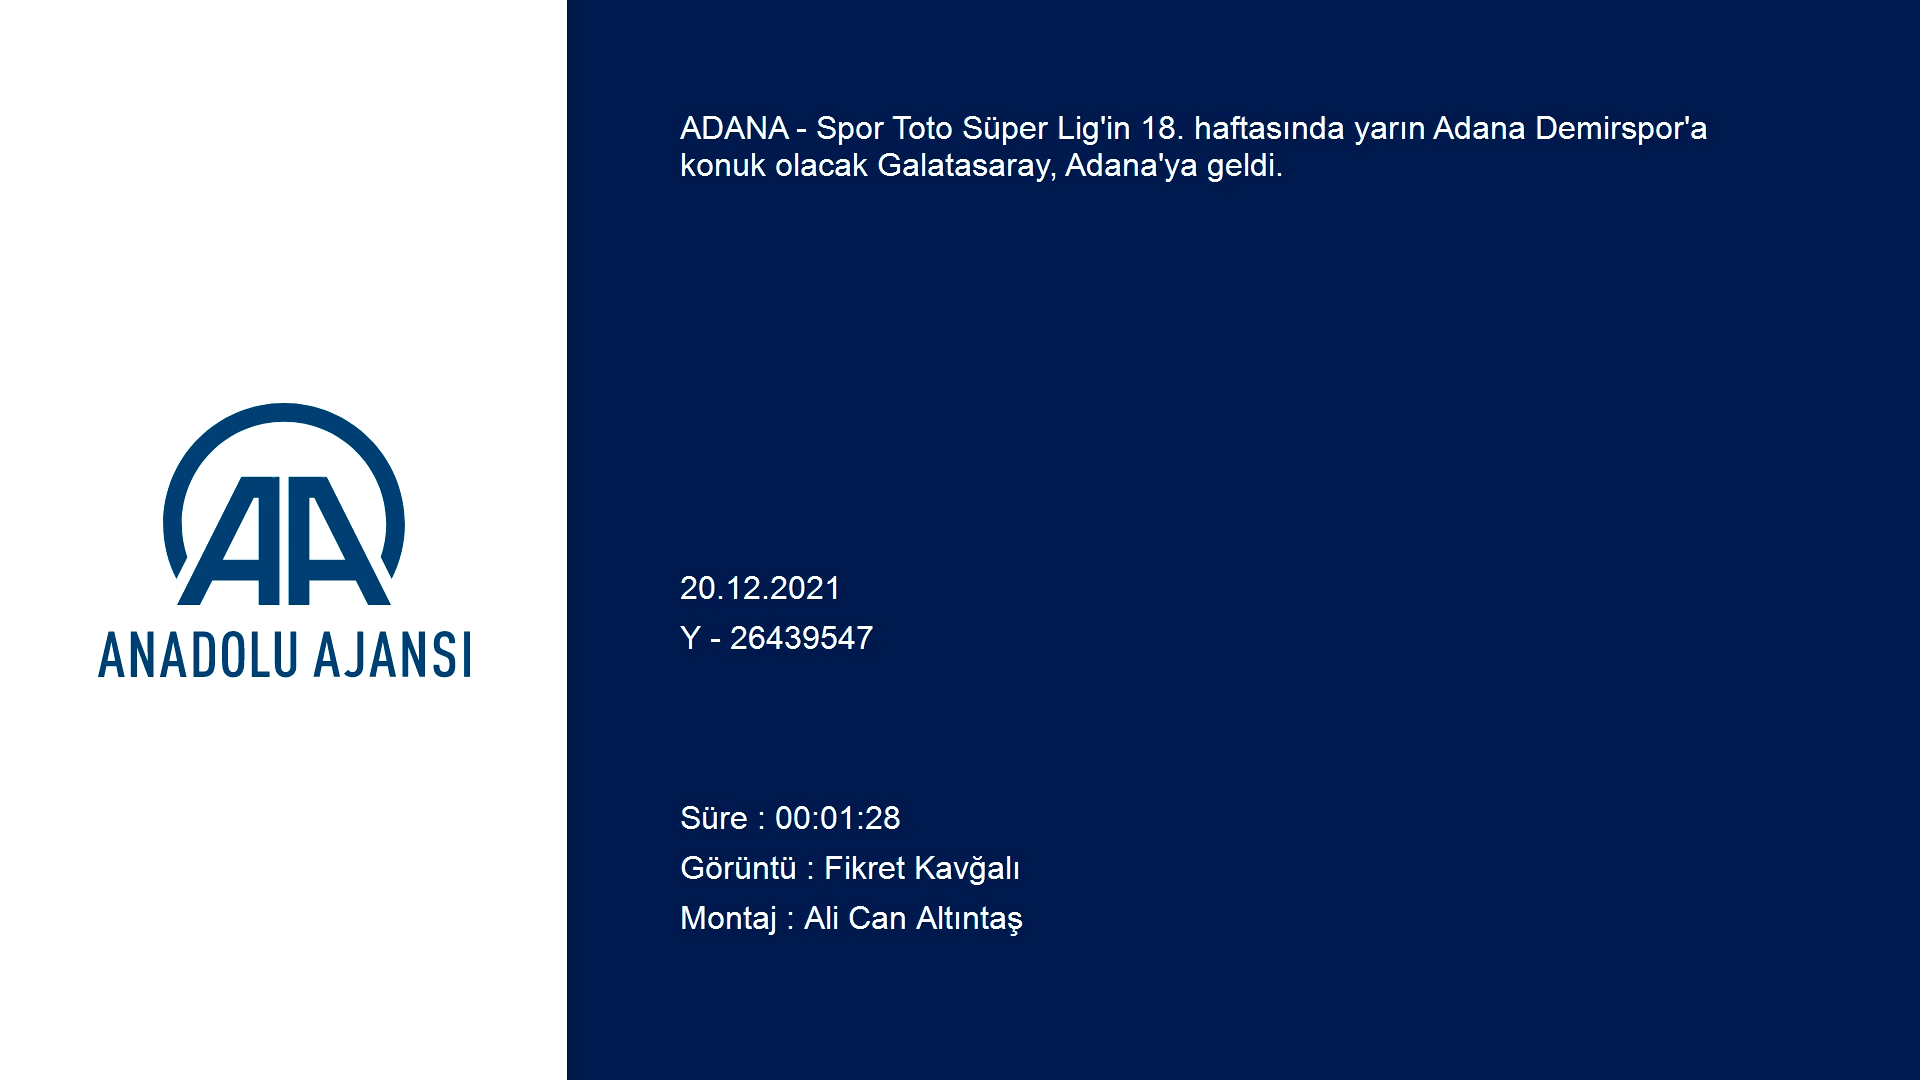 ADANA - Spor Toto Süper Lig'in 18. haftasında yarın Adana Demirspor'a
konuk olacak Galatasaray, Adana'ya geldi.
AA
ANADOLU AJANSI
20.12.2021
Y - 26439547
Süre : 00:01:28
Görüntü : Fikret Kavğalı
Montaj : Ali Can Altıntaş